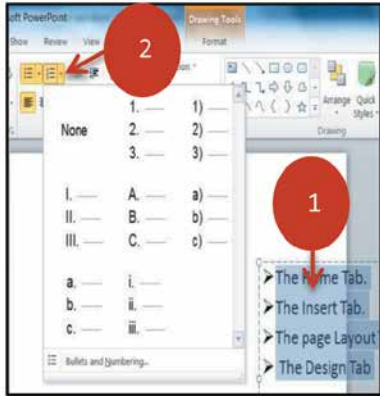 oft PowerPoint
Drawing Tools
Show Review View
Format
2
Arrange Quick
Styles
Drawing
None
1.
2.
3.
1)
2)
3)
I.
II.
III.
A.
B.
C.
a)
b)
c)
a.
b.
c.
i.
ii.
iii.
Bullets and Numbering...
1
➢ The Home Tab.
➢ The Insert Tab.
➢ The page Layout
➢ The Design Tab